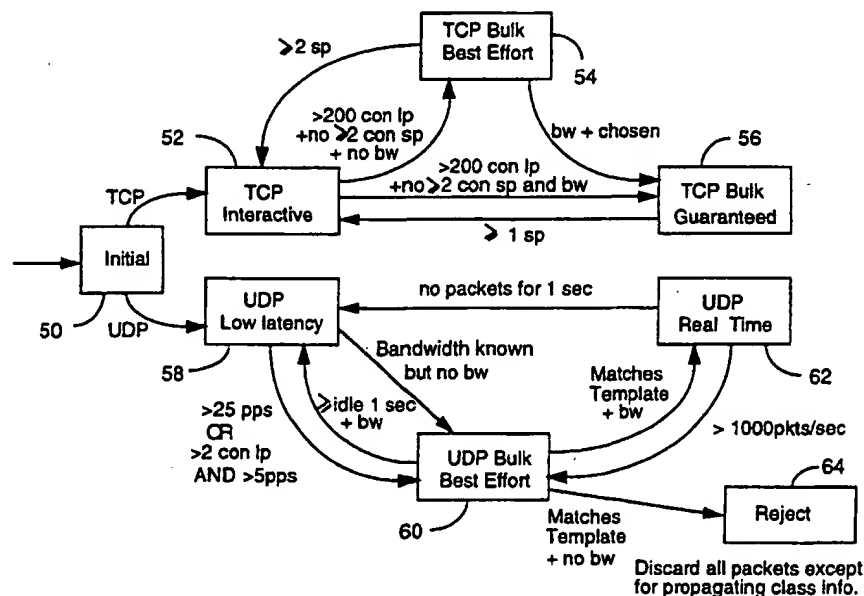 TCP Bulk
Best Effort
54
⩾2 sp
>200 con lp
+no ⩾2 con sp
+ no bw
bw + chosen
52
56
>200 con lp
+no⩾2 con sp and bw
TCP
TCP
Interactive
TCP Bulk
Guaranteed
⩾ 1 sp
Initial
50
UDP
UDP
Low latency
58
no packets for 1 sec
UDP
Real Time
62
Bandwidth known
but no bw
⩾idle 1 sec
+ bw
Matches
Template
+ bw
>25 pps
OR
>2 con lp
AND >5pps
> 1000pkts/sec
UDP Bulk
Best Effort
60
64
Reject
Matches
Template
+ no bw
Discard all packets except
for propagating class info.